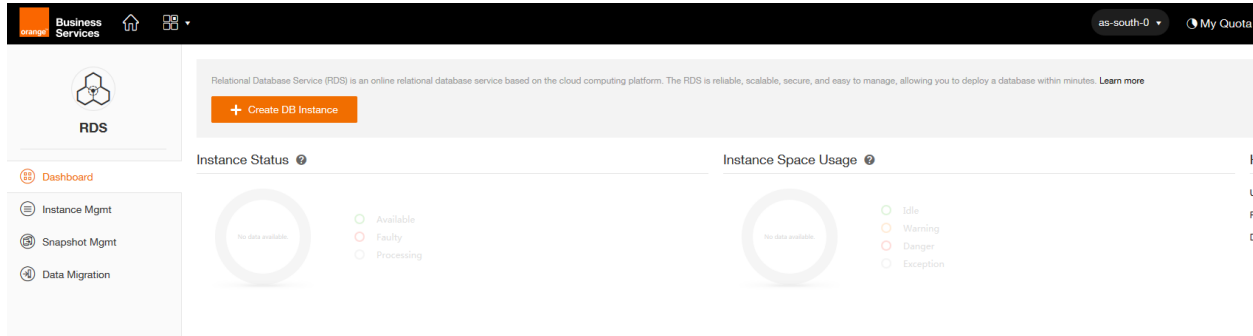 orange
Business
Services
as-south-0
My Quota
RDS
Dashboard
Instance Mgmt
Snapshot Mgmt
Data Migration
Relational Database Service (RDS) is an online relational database service based on the cloud computing platform. The RDS is reliable, scalable, secure, and easy to manage, allowing you to deploy a database within minutes. Learn more
+ Create DB Instance
Instance Status ?
No data available.
Available
Faulty
Processing
Instance Space Usage ?
No data available.
Idle
Warning
Danger
Exception